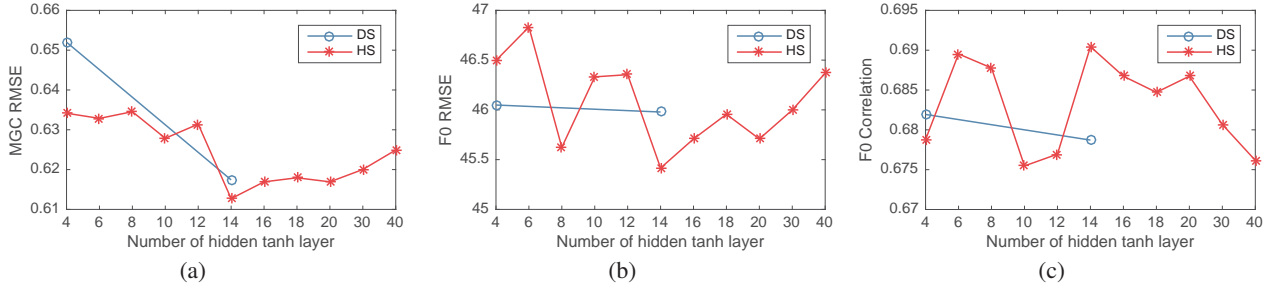 0.66
0.65
0.64
0.63
0.62
0.61
MGC RMSE
DS
HS
4 6 8 10 12 14 16 18 20 30 40
Number of hidden tanh layer
(a)
47
46.5
46
45.5
45
F0 RMSE
DS
HS
4 6 8 10 12 14 16 18 20 30 40
Number of hidden tanh layer
(b)
0.695
0.69
0.685
0.68
0.675
0.67
F0 Correlation
DS
HS
4 6 8 10 12 14 16 18 20 30 40
Number of hidden tanh layer
(c)